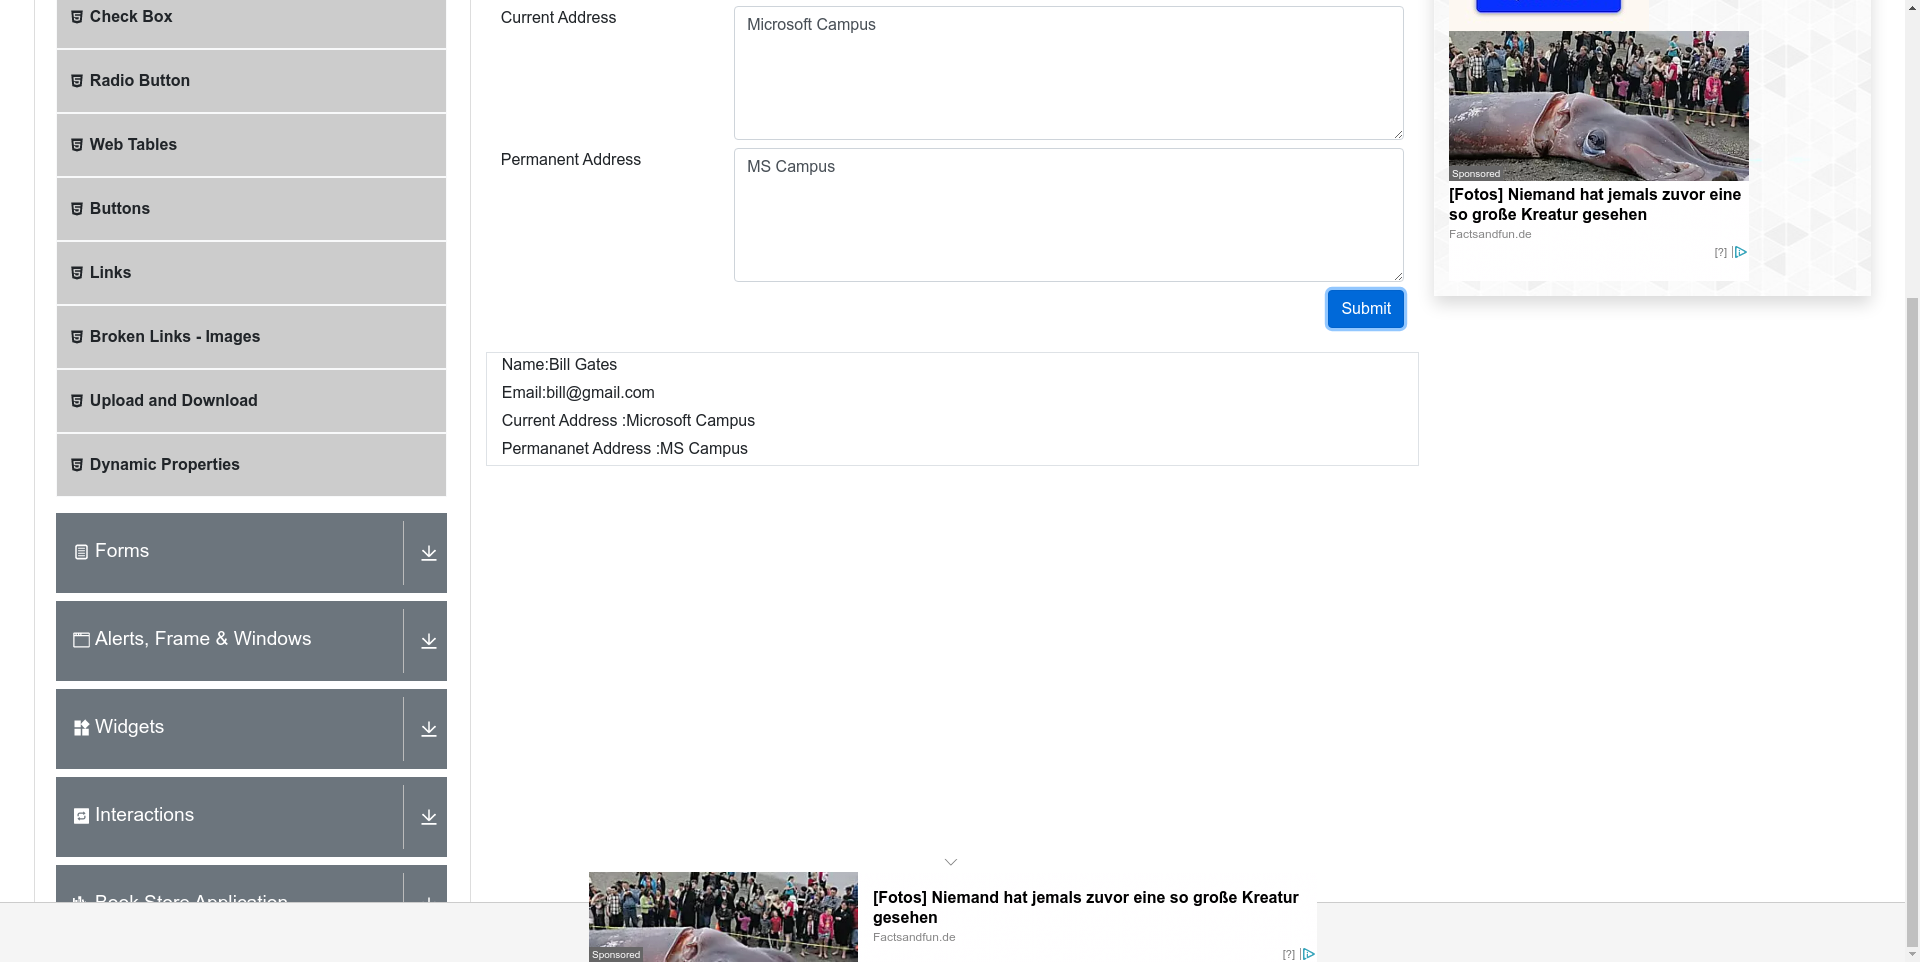 Check Box
Radio Button
Web Tables
Buttons
Links
Broken Links - Images
Upload and Download
Dynamic Properties
Forms
Alerts, Frame & Windows
Widgets
Interactions
Book Store Application
Current Address
Microsoft Campus
Permanent Address
MS Campus
Submit
Name:Bill Gates
Email:bill@gmail.com
Current Address :Microsoft Campus
Permananet Address :MS Campus
Sponsored
[Fotos] Niemand hat jemals zuvor eine
so große Kreatur gesehen
Factsandfun.de
[?]
Sponsored
[Fotos] Niemand hat jemals zuvor eine so große Kreatur
gesehen
Factsandfun.de
[?]